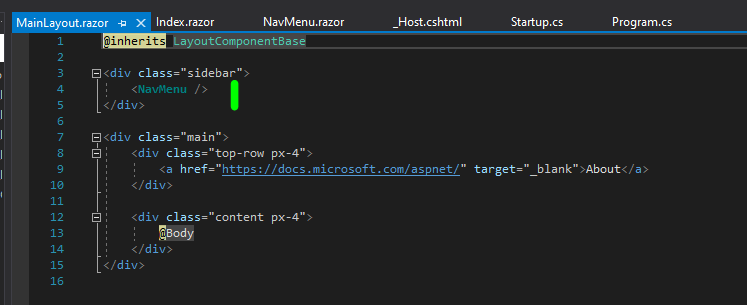 MainLayout.razor Index.razor NavMenu.razor _Host.cshtml Startup.cs Program.cs
1 @inherits LayoutComponentBase
2
3 <div class="sidebar">
4 <NavMenu />
5 </div>
6
7 <div class="main">
8 <div class="top-row px-4">
9 <a href="https://docs.microsoft.com/aspnet/" target="_blank">About</a>
10 </div>
11
12 <div class="content px-4">
13 @Body
14 </div>
15 </div>
16